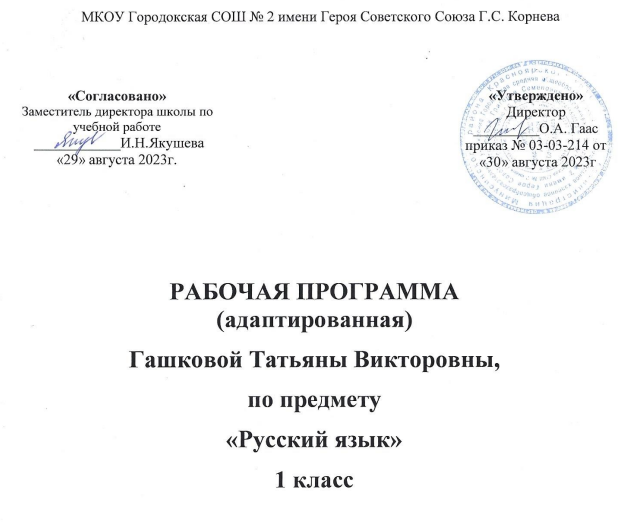 МКОУ Городокская СОШ № 2 имени Героя Советского Союза Г.С. Корнева
«Согласовано»
Заместитель директора школы по
учебной работе
И.Н.Якушева
«29» августа 2023г.
«Утверждено»
Директор
О.А. Гаас
приказ № 03-03-214 от
«30» августа 2023г
РАБОЧАЯ ПРОГРАММА
(адаптированная)
Гашковой Татьяны Викторовны,
по предмету
«Русский язык»
1 класс